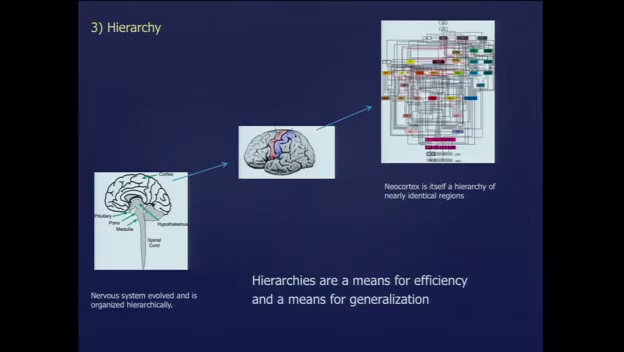 3) Hierarchy
Cortex
Pituitary
Pons
Medulla
Hypothalamus
Spinal
Cord
Neocortex is itself a hierarchy of
nearly identical regions
Nervous system evolved and is
organized hierarchically.
Hierarchies are a means for efficiency
and a means for generalization